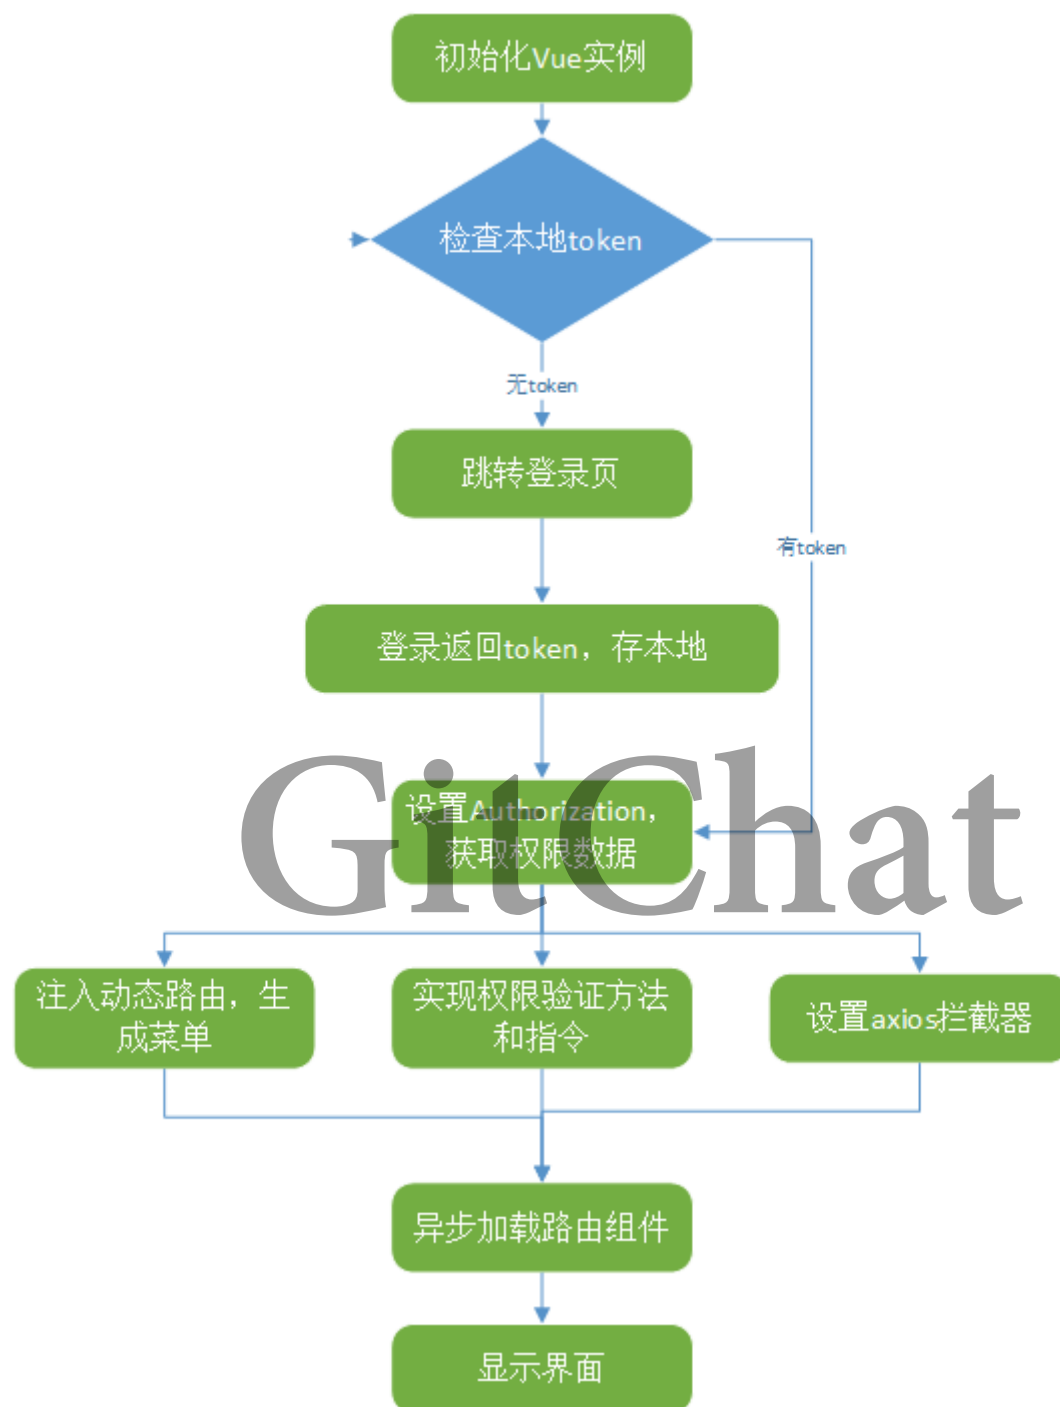 初始化Vue实例
检查本地token
无token
跳转登录页
有token
登录返回token，存本地
设置Authorization，
获取权限数据
GitChat
注入动态路由，生
成菜单
实现权限验证方法
和指令
设置axios拦截器
异步加载路由组件
显示界面